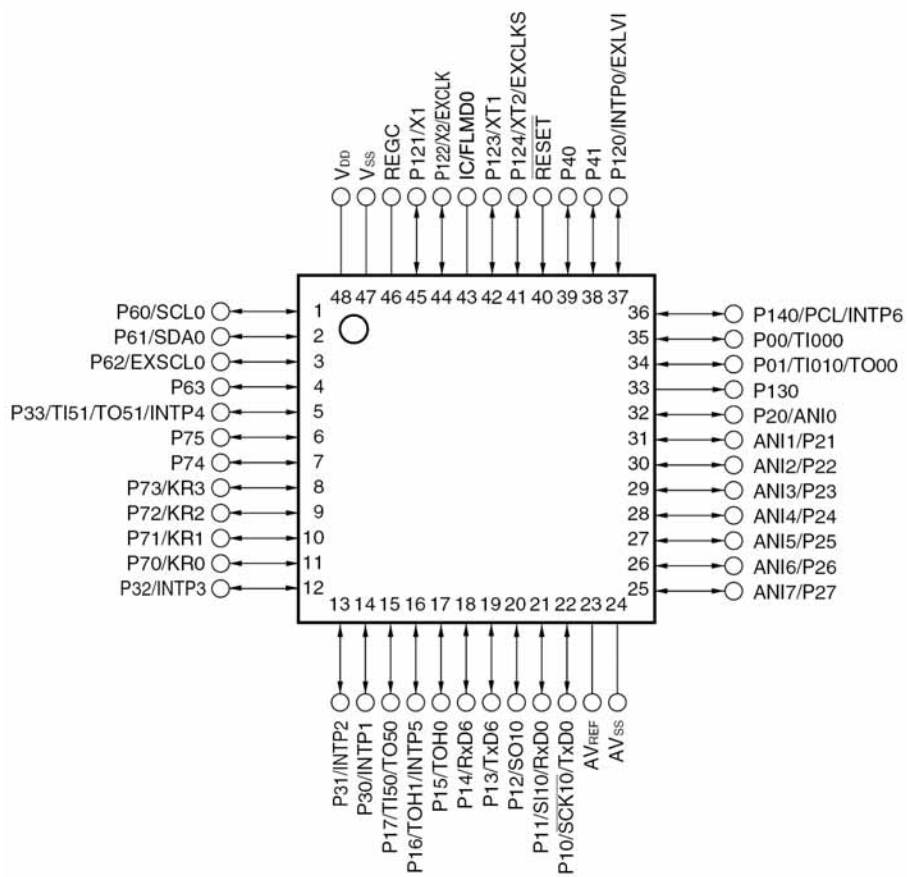 VDD
VSS
REGC
P121/X1
P122/X2/EXCLK
IC/FLMD0
P123/XT1
P124/XT2/EXCLKS
RESET
P40
P41
P120/INTP0/EXLVI
48 47 46 45 44 43 42 41 40 39 38 37
P60/SCL0 1
P61/SDA0 2
P62/EXSCL0 3
P63 4
P33/TI51/TO51/INTP4 5
P75 6
P74 7
P73/KR3 8
P72/KR2 9
P71/KR1 10
P70/KR0 11
P32/INTP3 12
36 P140/PCL/INTP6
35 P00/TI000
34 P01/TI010/TO00
33 P130
32 P20/ANI0
31 ANI1/P21
30 ANI2/P22
29 ANI3/P23
28 ANI4/P24
27 ANI5/P25
26 ANI6/P26
25 ANI7/P27
13 14 15 16 17 18 19 20 21 22 23 24
P31/INTP2
P30/INTP1
P17/TI50/TO50
P16/TOH1/INTP5
P15/TOH0
P14/RxD6
P13/TxD6
P12/SO10
P11/SI10/RxD0
P10/SCK10/TxD0
AVREF
AVSS